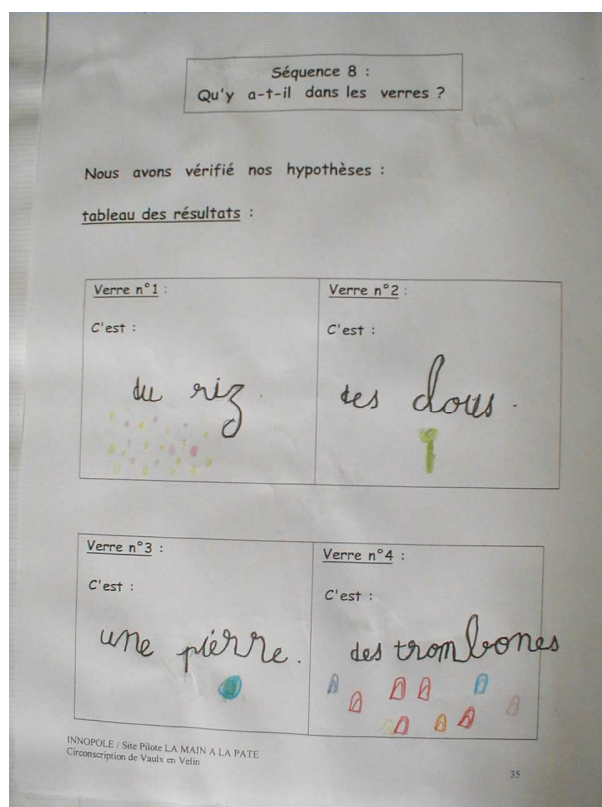 Séquence 8 :
Qu'y a-t-il dans les verres ?
Nous avons vérifié nos hypothèses :
tableau des résultats :
Verre n°1 :
C'est :
du riz.
Verre n°2 :
C'est :
des clous.
Verre n°3 :
C'est :
une pierre.
Verre n°4 :
C'est :
des trombones
INNOPOLE / Site Pilote LA MAIN A LA PATE
Circonscription de Vaulx en Velin
35